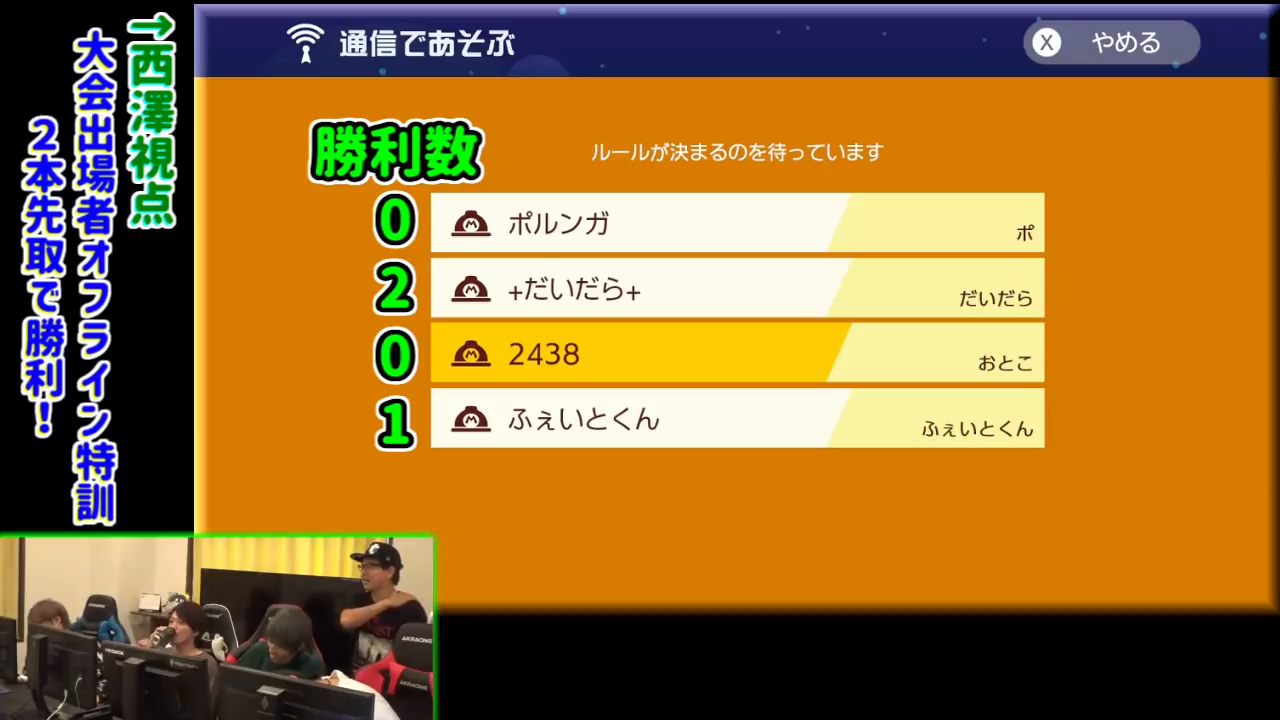 →西澤視点
大会出場者オフライン特訓
2本先取で勝利！
通信であそぶ
X やめる
勝利数
ルールが決まるのを待っています
0 ポルンガ ポ
2 +だいだら+ だいだら
0 2438 おとこ
1 ふぇいとくん ふぇいとくん
AKRACING
AKRACING